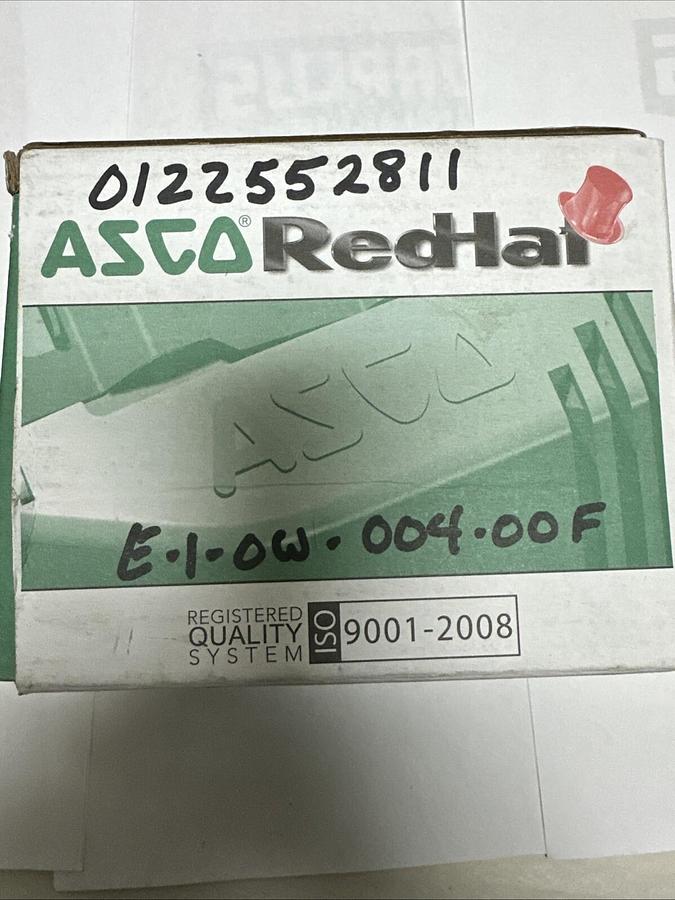 0122552811
ASCO® RedHat
ASCO
E-1-0W-004-00F
REGISTERED
QUALITY
SYSTEM
ISO 9001-2008